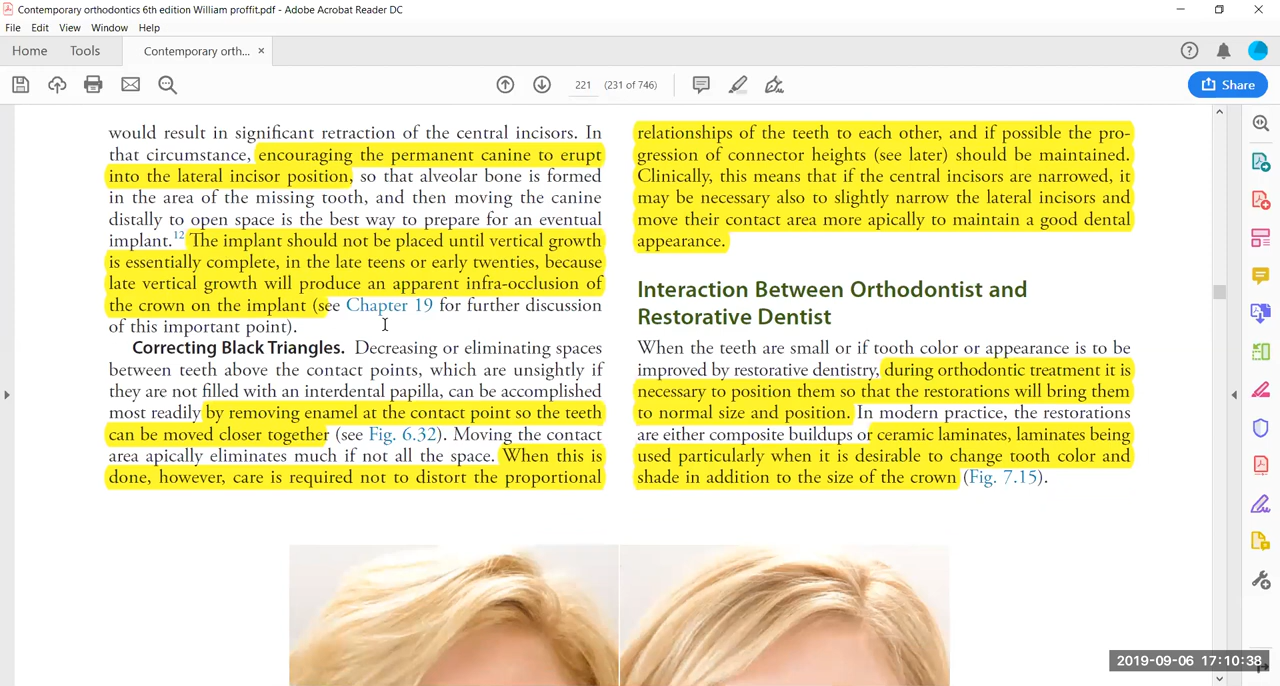 Contemporary orthodontics 6th edition William proffit.pdf - Adobe Acrobat Reader DC
File Edit View Window Help
Home Tools Contemporary orth... ×
221 (231 of 746)
Share
would result in significant retraction of the central incisors. In
that circumstance, encouraging the permanent canine to erupt
into the lateral incisor position, so that alveolar bone is formed
in the area of the missing tooth, and then moving the canine
distally to open space is the best way to prepare for an eventual
implant.12 The implant should not be placed until vertical growth
is essentially complete, in the late teens or early twenties, because
late vertical growth will produce an apparent infra-occlusion of
the crown on the implant (see Chapter 19 for further discussion
of this important point).
Correcting Black Triangles. Decreasing or eliminating spaces
between teeth above the contact points, which are unsightly if
they are not filled with an interdental papilla, can be accomplished
most readily by removing enamel at the contact point so the teeth
can be moved closer together (see Fig. 6.32). Moving the contact
area apically eliminates much if not all the space. When this is
done, however, care is required not to distort the proportional
relationships of the teeth to each other, and if possible the pro-
gression of connector heights (see later) should be maintained.
Clinically, this means that if the central incisors are narrowed, it
may be necessary also to slightly narrow the lateral incisors and
move their contact area more apically to maintain a good dental
appearance.
Interaction Between Orthodontist and
Restorative Dentist
When the teeth are small or if tooth color or appearance is to be
improved by restorative dentistry, during orthodontic treatment it is
necessary to position them so that the restorations will bring them
to normal size and position. In modern practice, the restorations
are either composite buildups or ceramic laminates, laminates being
used particularly when it is desirable to change tooth color and
shade in addition to the size of the crown (Fig. 7.15).
2019-09-06 17:10:38